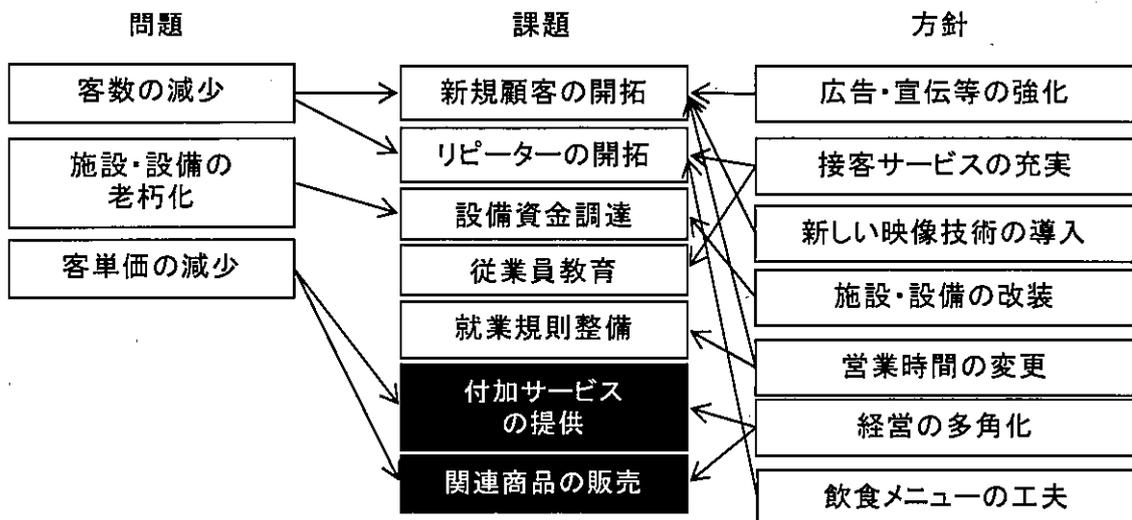 問題
客数の減少
施設・設備の
老朽化
客単価の減少
課題
新規顧客の開拓
リピーターの開拓
設備資金調達
従業員教育
就業規則整備
付加サービス
の提供
関連商品の販売
方針
広告・宣伝等の強化
接客サービスの充実
新しい映像技術の導入
施設・設備の改装
営業時間の変更
経営の多角化
飲食メニューの工夫